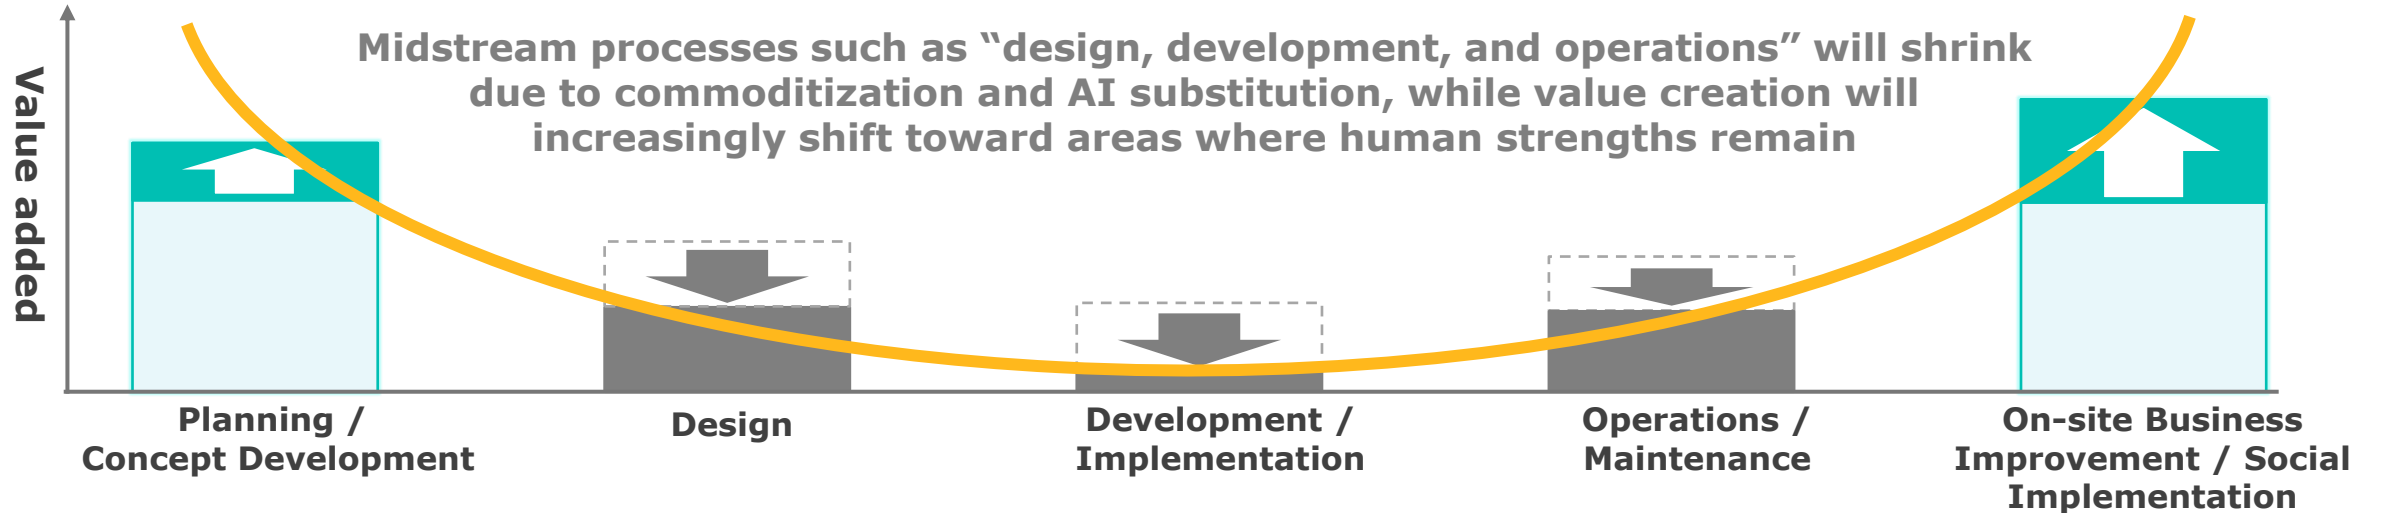 Midstream processes such as “design, development, and operations” will shrink
due to commoditization and AI substitution, while value creation will
increasingly shift toward areas where human strengths remain
Value added
Planning /
Concept Development
Design
Development /
Implementation
Operations /
Maintenance
On-site Business
Improvement / Social
Implementation